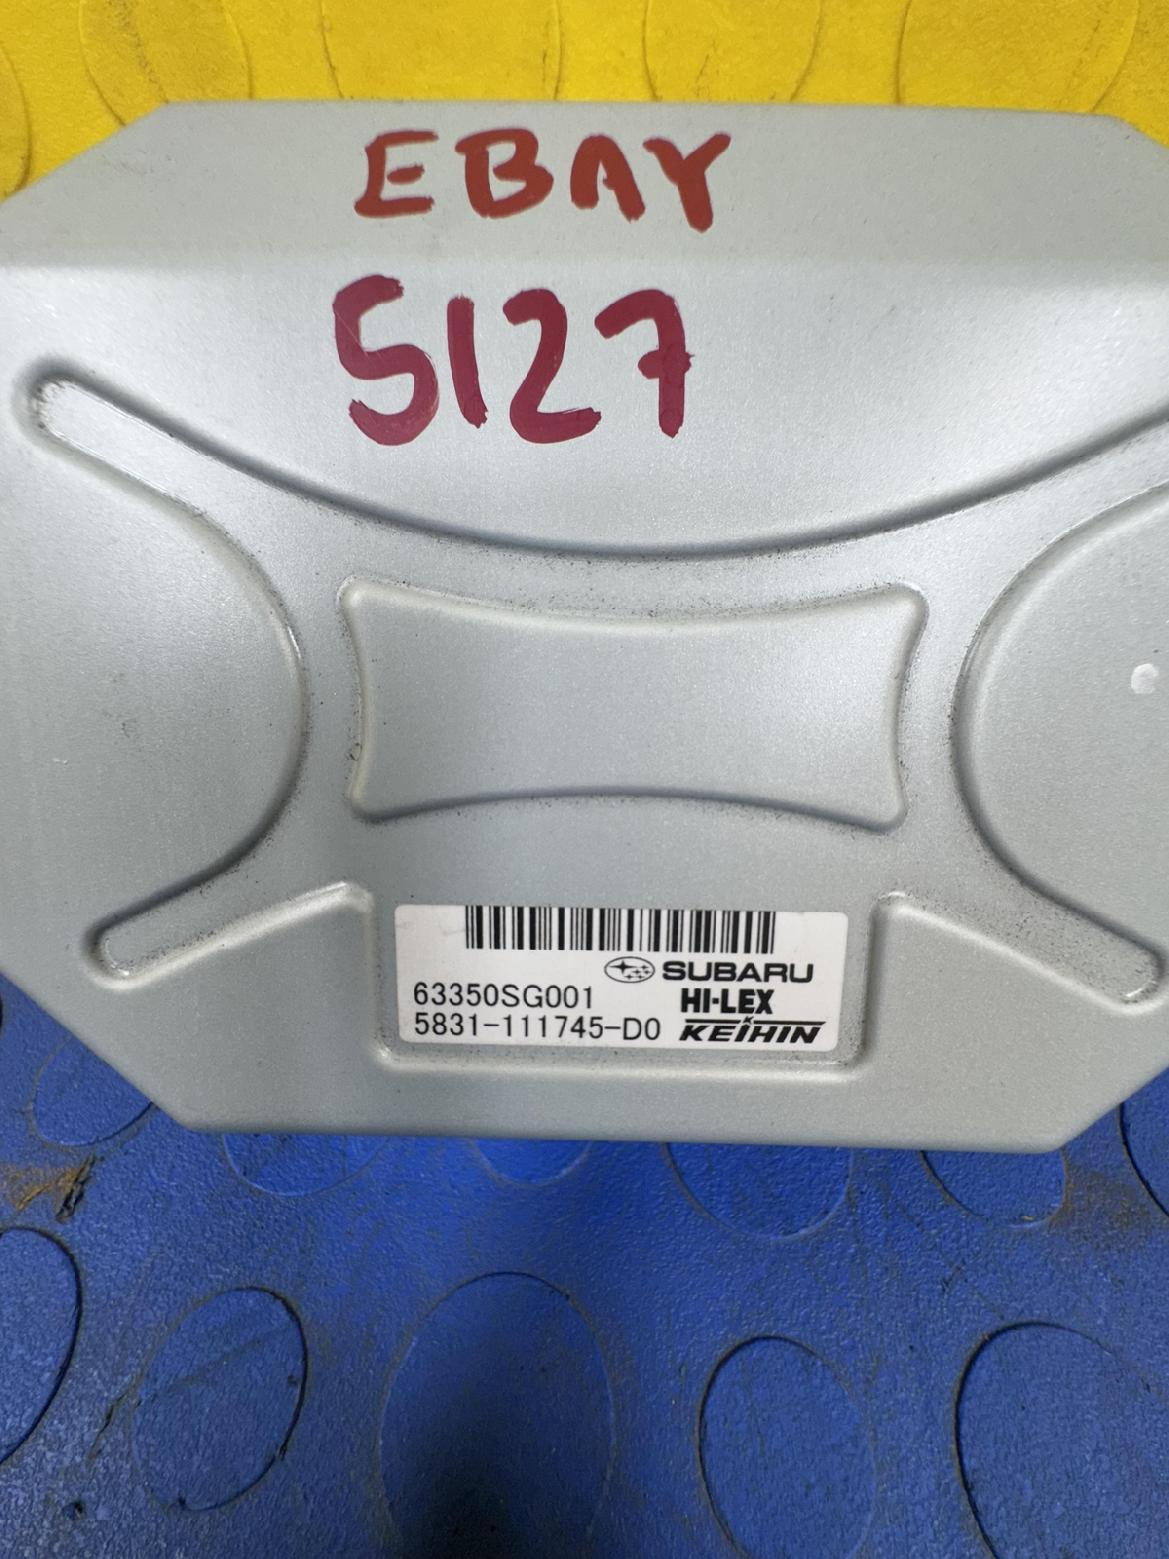 EBAY
5127
SUBARU
63350SG001 HI-LEX
5831-111745-D0 KEIHIN